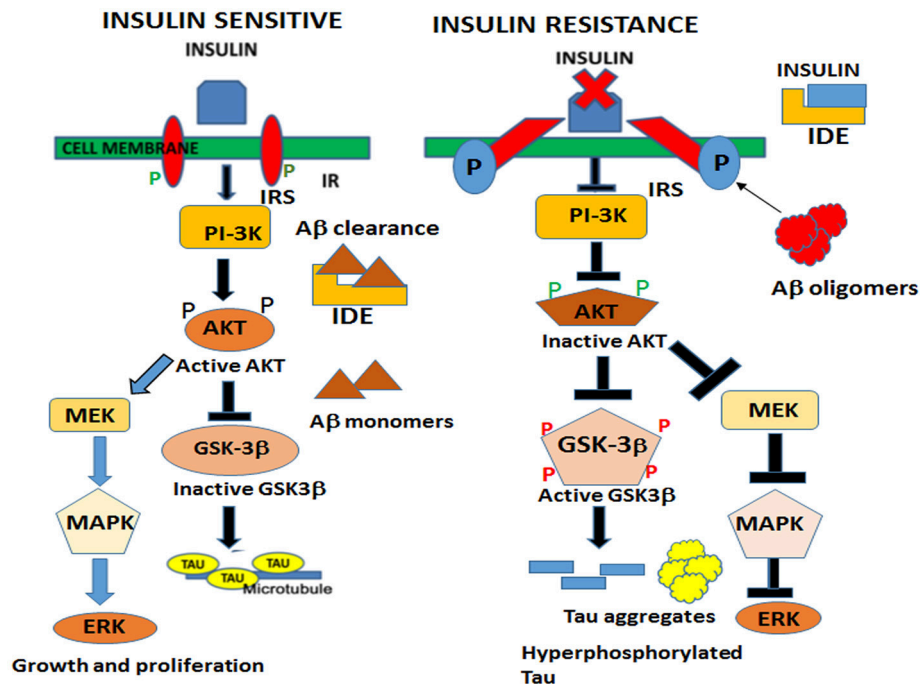 INSULIN SENSITIVE
INSULIN
CELL MEMBRANE
P
P
IR
IRS
PI-3K
Aβ clearance
IDE
P
P
AKT
Active AKT
Aβ monomers
MEK
GSK-3β
Inactive GSK3β
MAPK
TAU
TAU
TAU
Microtubule
ERK
Growth and proliferation
INSULIN RESISTANCE
INSULIN
INSULIN
IDE
P
P
IRS
PI-3K
Aβ oligomers
P
P
AKT
Inactive AKT
MEK
P
P
GSK-3β
P
P
Active GSK3β
MAPK
Tau aggregates
ERK
Hyperphosphorylated
Tau